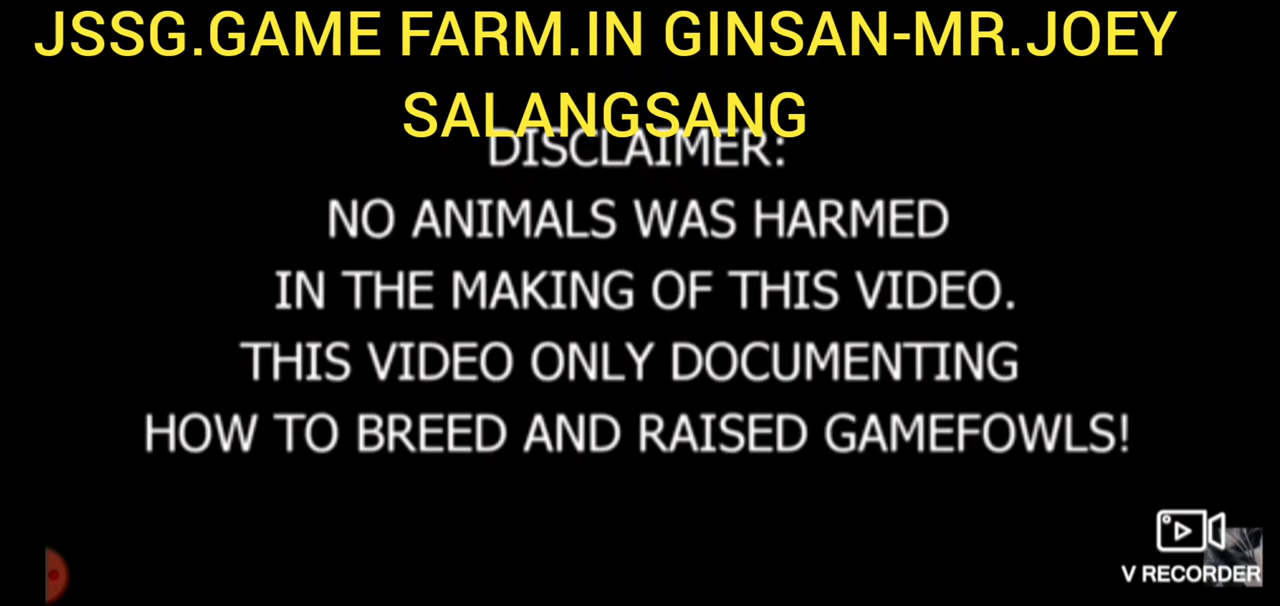 JSSG.GAME FARM.IN GINSAN-MR.JOEY
SALANGSANG
DISCLAIMER:
NO ANIMALS WAS HARMED
IN THE MAKING OF THIS VIDEO.
THIS VIDEO ONLY DOCUMENTING
HOW TO BREED AND RAISED GAMEFOWLS!
V RECORDER